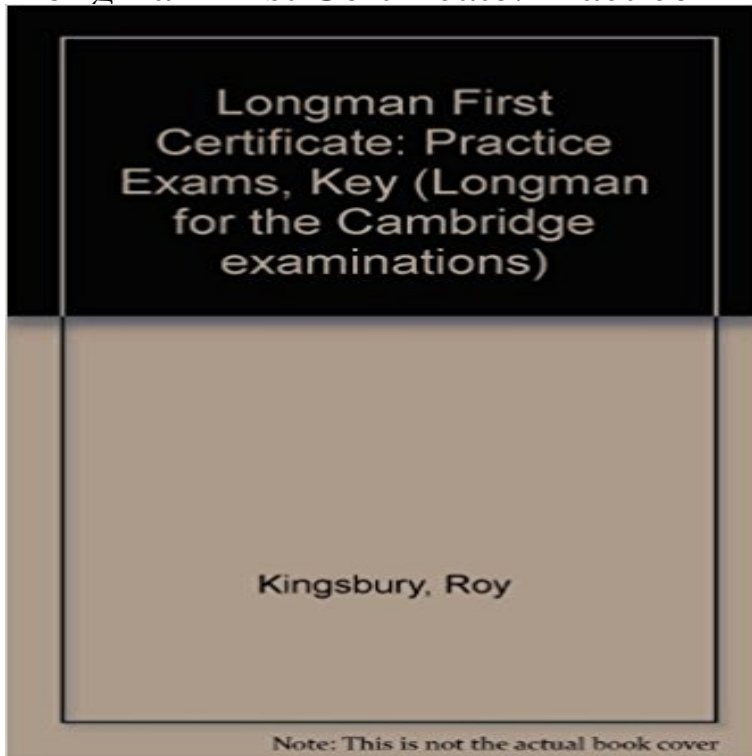 Longman First
Certificate: Practice
Exams, Key (Longman
for the Cambridge
examinations)
Kingsbury, Roy
Note: This is not the actual book cover